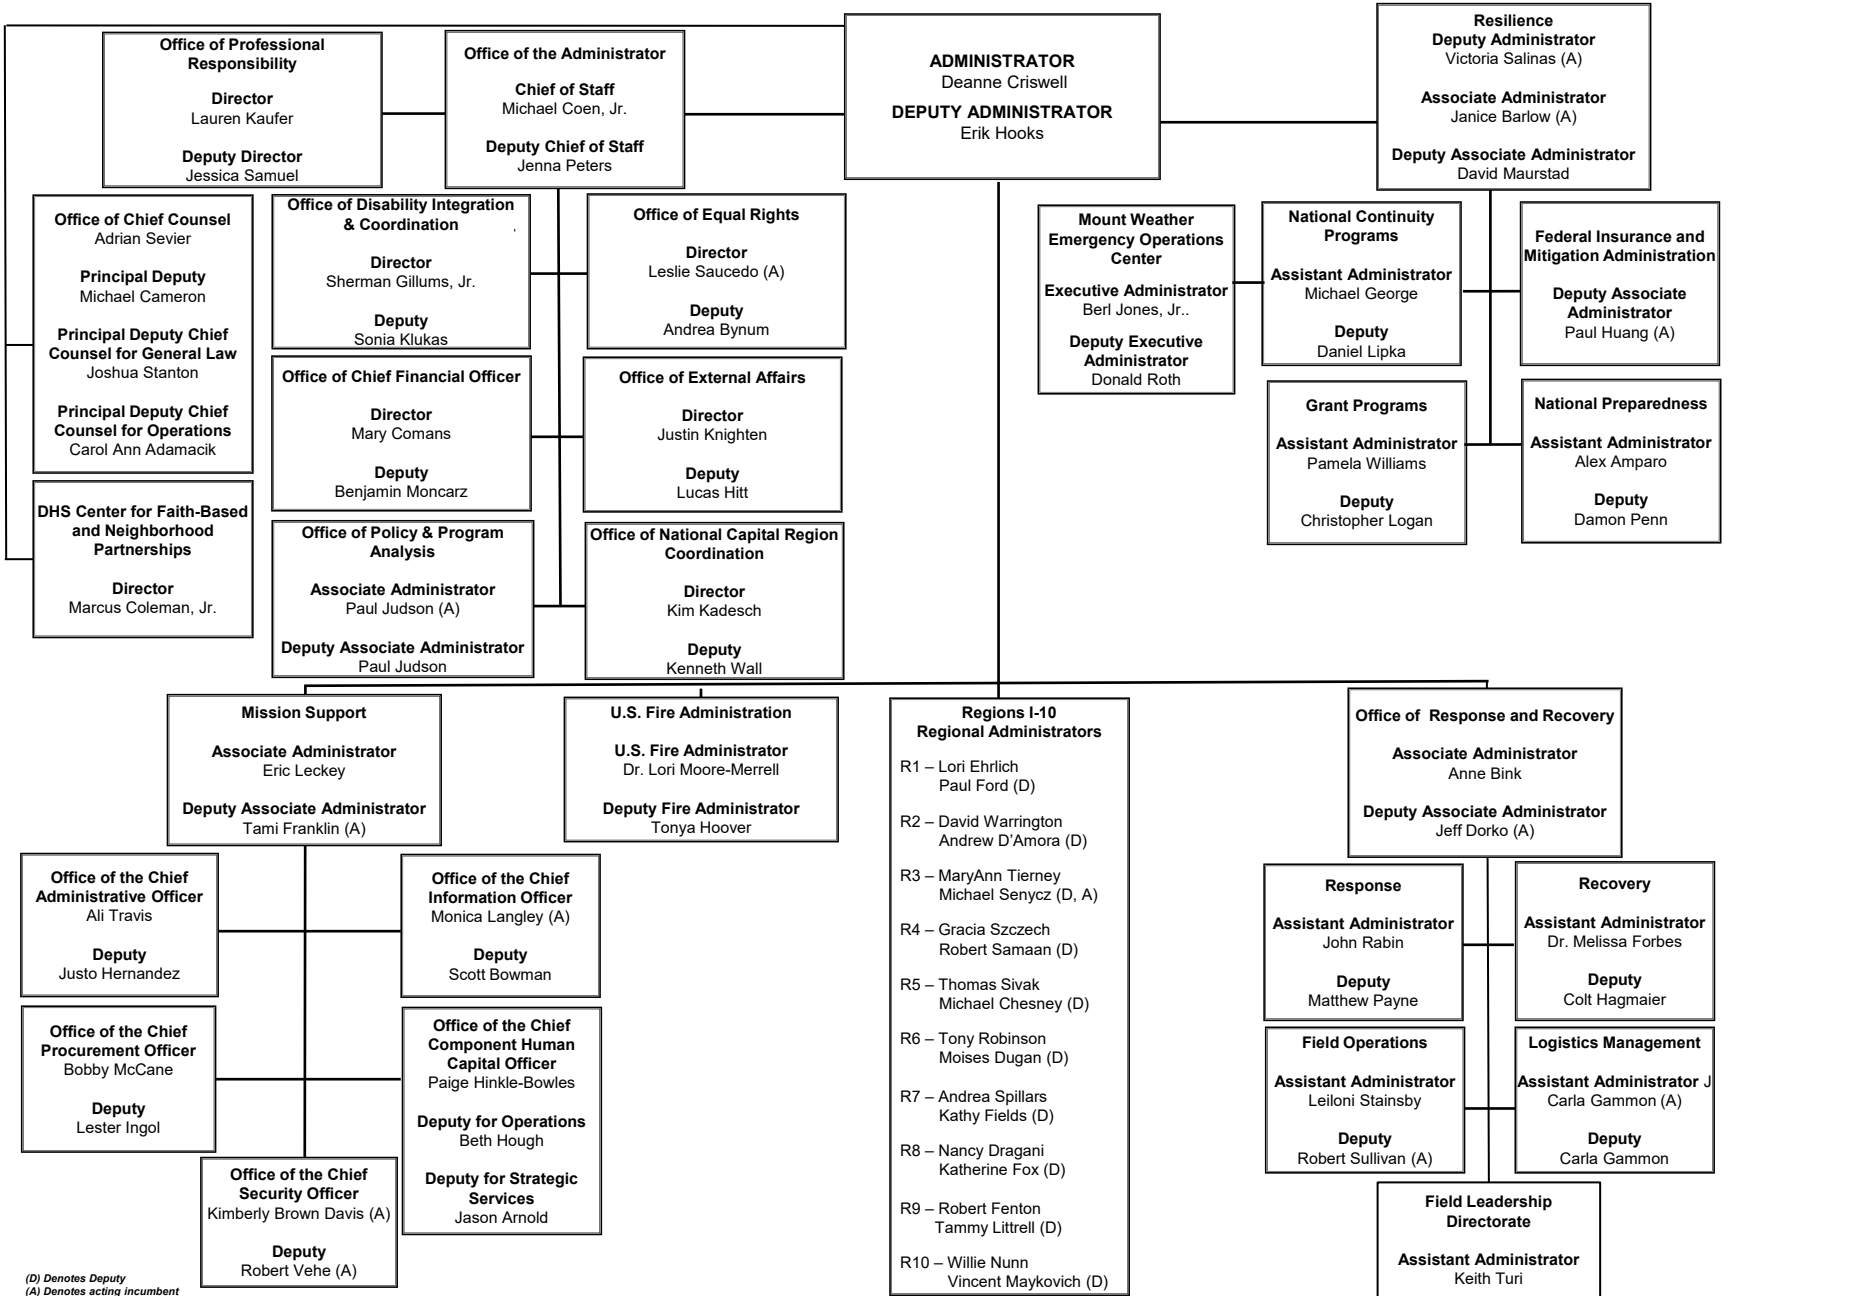 Office of Professional
Responsibility
Director
Lauren Kaufer
Deputy Director
Jessica Samuel
Office of the Administrator
Chief of Staff
Michael Coen, Jr.
Deputy Chief of Staff
Jenna Peters
ADMINISTRATOR
Deanne Criswell
DEPUTY ADMINISTRATOR
Erik Hooks
Resilience
Deputy Administrator
Victoria Salinas (A)
Associate Administrator
Janice Barlow (A)
Deputy Associate Administrator
David Maurstad
Office of Chief Counsel
Adrian Sevier
Principal Deputy
Michael Cameron
Principal Deputy Chief
Counsel for General Law
Joshua Stanton
Principal Deputy Chief
Counsel for Operations
Carol Ann Adamacik
DHS Center for Faith-Based
and Neighborhood
Partnerships
Director
Marcus Coleman, Jr.
Office of Disability Integration
& Coordination
Director
Sherman Gillums, Jr.
Deputy
Sonia Klukas
Office of Equal Rights
Director
Leslie Saucedo (A)
Deputy
Andrea Bynum
Office of Chief Financial Officer
Director
Mary Comans
Deputy
Benjamin Moncarz
Office of External Affairs
Director
Justin Knighten
Deputy
Lucas Hitt
Office of Policy & Program
Analysis
Associate Administrator
Paul Judson (A)
Deputy Associate Administrator
Paul Judson
Office of National Capital Region
Coordination
Director
Kim Kadesch
Deputy
Kenneth Wall
Mount Weather
Emergency Operations
Center
Executive Administrator
Berl Jones, Jr..
Deputy Executive
Administrator
Donald Roth
National Continuity
Programs
Assistant Administrator
Michael George
Deputy
Daniel Lipka
Federal Insurance and
Mitigation Administration
Deputy Associate
Administrator
Paul Huang (A)
Grant Programs
Assistant Administrator
Pamela Williams
Deputy
Christopher Logan
National Preparedness
Assistant Administrator
Alex Amparo
Deputy
Damon Penn
Mission Support
Associate Administrator
Eric Leckey
Deputy Associate Administrator
Tami Franklin (A)
U.S. Fire Administration
U.S. Fire Administrator
Dr. Lori Moore-Merrell
Deputy Fire Administrator
Tonya Hoover
Regions I-10
Regional Administrators
R1 – Lori Ehrlich
Paul Ford (D)
R2 – David Warrington
Andrew D’Amora (D)
R3 – MaryAnn Tierney
Michael Senycz (D, A)
R4 – Gracia Szczech
Robert Samaan (D)
R5 – Thomas Sivak
Michael Chesney (D)
R6 – Tony Robinson
Moises Dugan (D)
R7 – Andrea Spillars
Kathy Fields (D)
R8 – Nancy Dragani
Katherine Fox (D)
R9 – Robert Fenton
Tammy Littrell (D)
R10 – Willie Nunn
Vincent Maykovich (D)
Office of Response and Recovery
Associate Administrator
Anne Bink
Deputy Associate Administrator
Jeff Dorko (A)
Office of the Chief
Administrative Officer
Ali Travis
Deputy
Justo Hernandez
Office of the Chief
Information Officer
Monica Langley (A)
Deputy
Scott Bowman
Office of the Chief
Procurement Officer
Bobby McCane
Deputy
Lester Ingol
Office of the Chief
Component Human
Capital Officer
Paige Hinkle-Bowles
Deputy for Operations
Beth Hough
Deputy for Strategic
Services
Jason Arnold
Office of the Chief
Security Officer
Kimberly Brown Davis (A)
Deputy
Robert Vehe (A)
Response
Assistant Administrator
John Rabin
Deputy
Matthew Payne
Recovery
Assistant Administrator
Dr. Melissa Forbes
Deputy
Colt Hagmaier
Field Operations
Assistant Administrator
Leiloni Stainsby
Deputy
Robert Sullivan (A)
Logistics Management
Assistant Administrator J
Carla Gammon (A)
Deputy
Carla Gammon
Field Leadership
Directorate
Assistant Administrator
Keith Turi
(D) Denotes Deputy
(A) Denotes acting incumbent